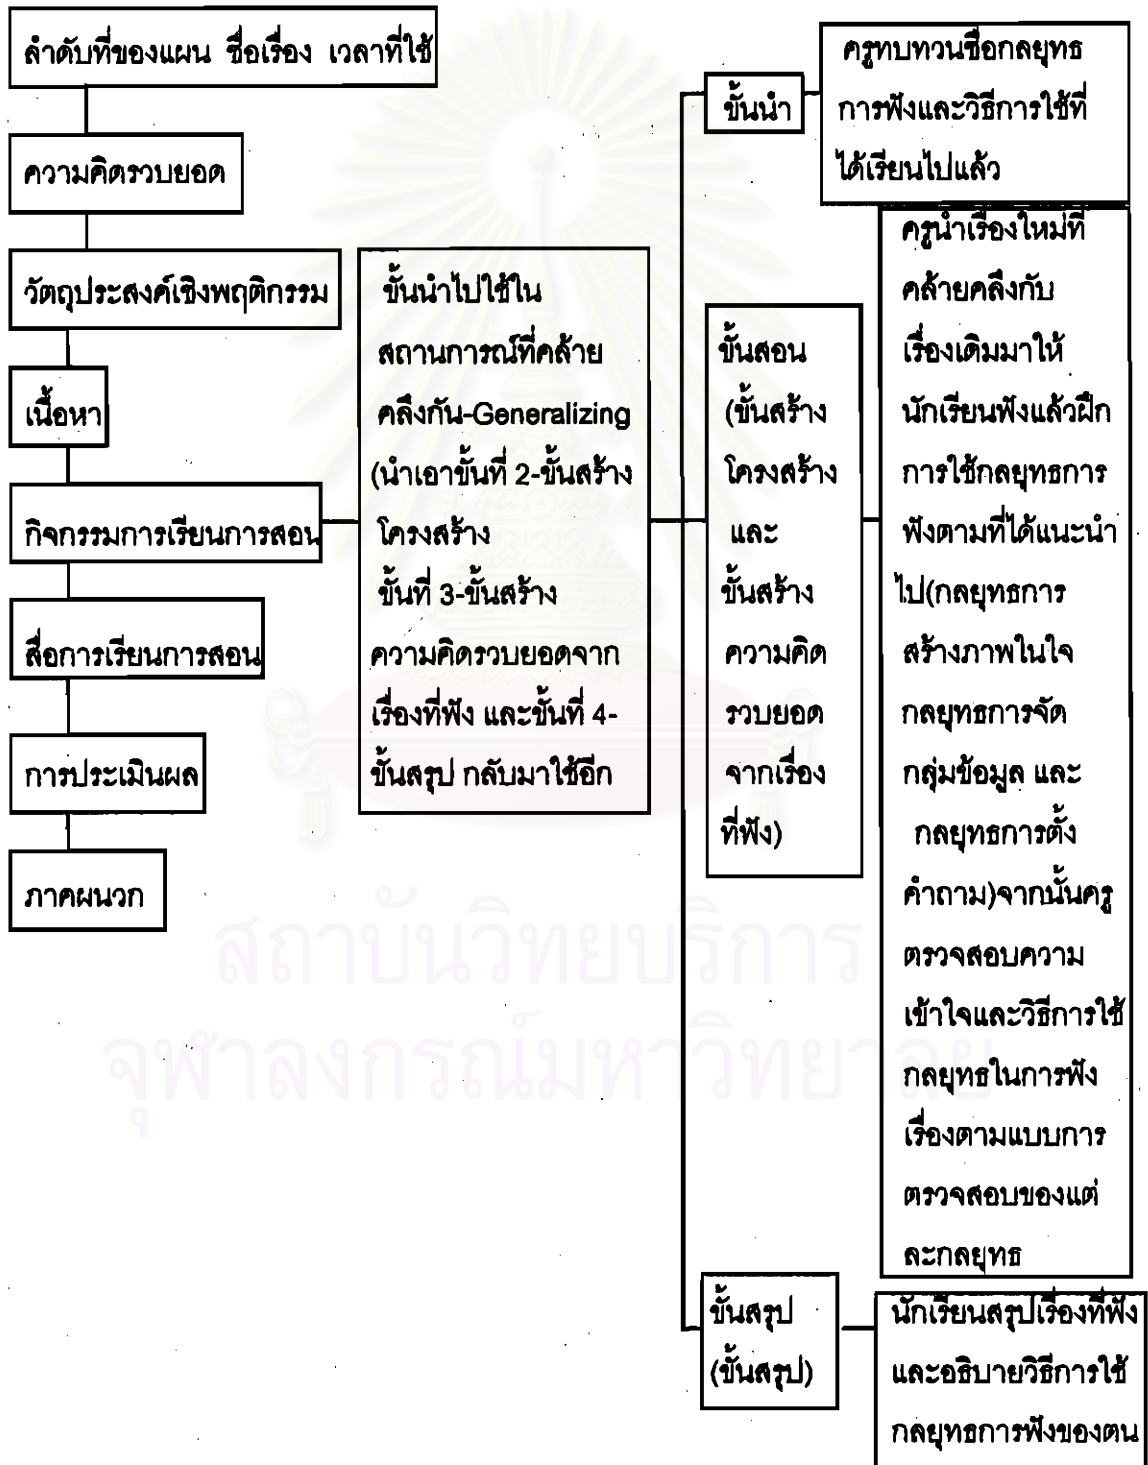 ลำดับที่ของแผน ชื่อเรื่อง เวลาที่ใช้
ความคิดรวบยอด
วัตถุประสงค์เชิงพฤติกรรม
เนื้อหา
กิจกรรมการเรียนการสอน
สื่อการเรียนการสอน
การประเมินผล
ภาคผนวก
ขั้นนำไปใช้ใน
สถานการณ์ที่คล้าย
คลึงกัน-Generalizing
(นำเอาขั้นที่ 2-ขั้นสร้าง
โครงสร้าง
ขั้นที่ 3-ขั้นสร้าง
ความคิดรวบยอดจาก
เรื่องที่ฟัง และขั้นที่ 4-
ขั้นสรุป กลับมาใช้อีก
ขั้นนำ
ครูทบทวนชื่อกลยุทธ
การฟังและวิธีการใช้ที่
ได้เรียนไปแล้ว
ขั้นสอน
(ขั้นสร้าง
โครงสร้าง
และ
ขั้นสร้าง
ความคิด
รวบยอด
จากเรื่อง
ที่ฟัง)
ครูนำเรื่องใหม่ที่
คล้ายคลึงกับ
เรื่องเดิมมาให้
นักเรียนฟังแล้วฝึก
การใช้กลยุทธการ
ฟังตามที่ได้แนะนำ
ไป(กลยุทธการ
สร้างภาพในใจ
กลยุทธการจัด
กลุ่มข้อมูล และ
กลยุทธการตั้ง
คำถาม)จากนั้นครู
ตรวจสอบความ
เข้าใจและวิธีการใช้
กลยุทธในการฟัง
เรื่องตามแบบการ
ตรวจสอบของแต่
ละกลยุทธ
ขั้นสรุป
(ขั้นสรุป)
นักเรียนสรุปเรื่องที่ฟัง
และอธิบายวิธีการใช้
กลยุทธการฟังของตน
สถาบันวิทยบริการ
จุฬาลงกรณ์มหาวิทยาลัย